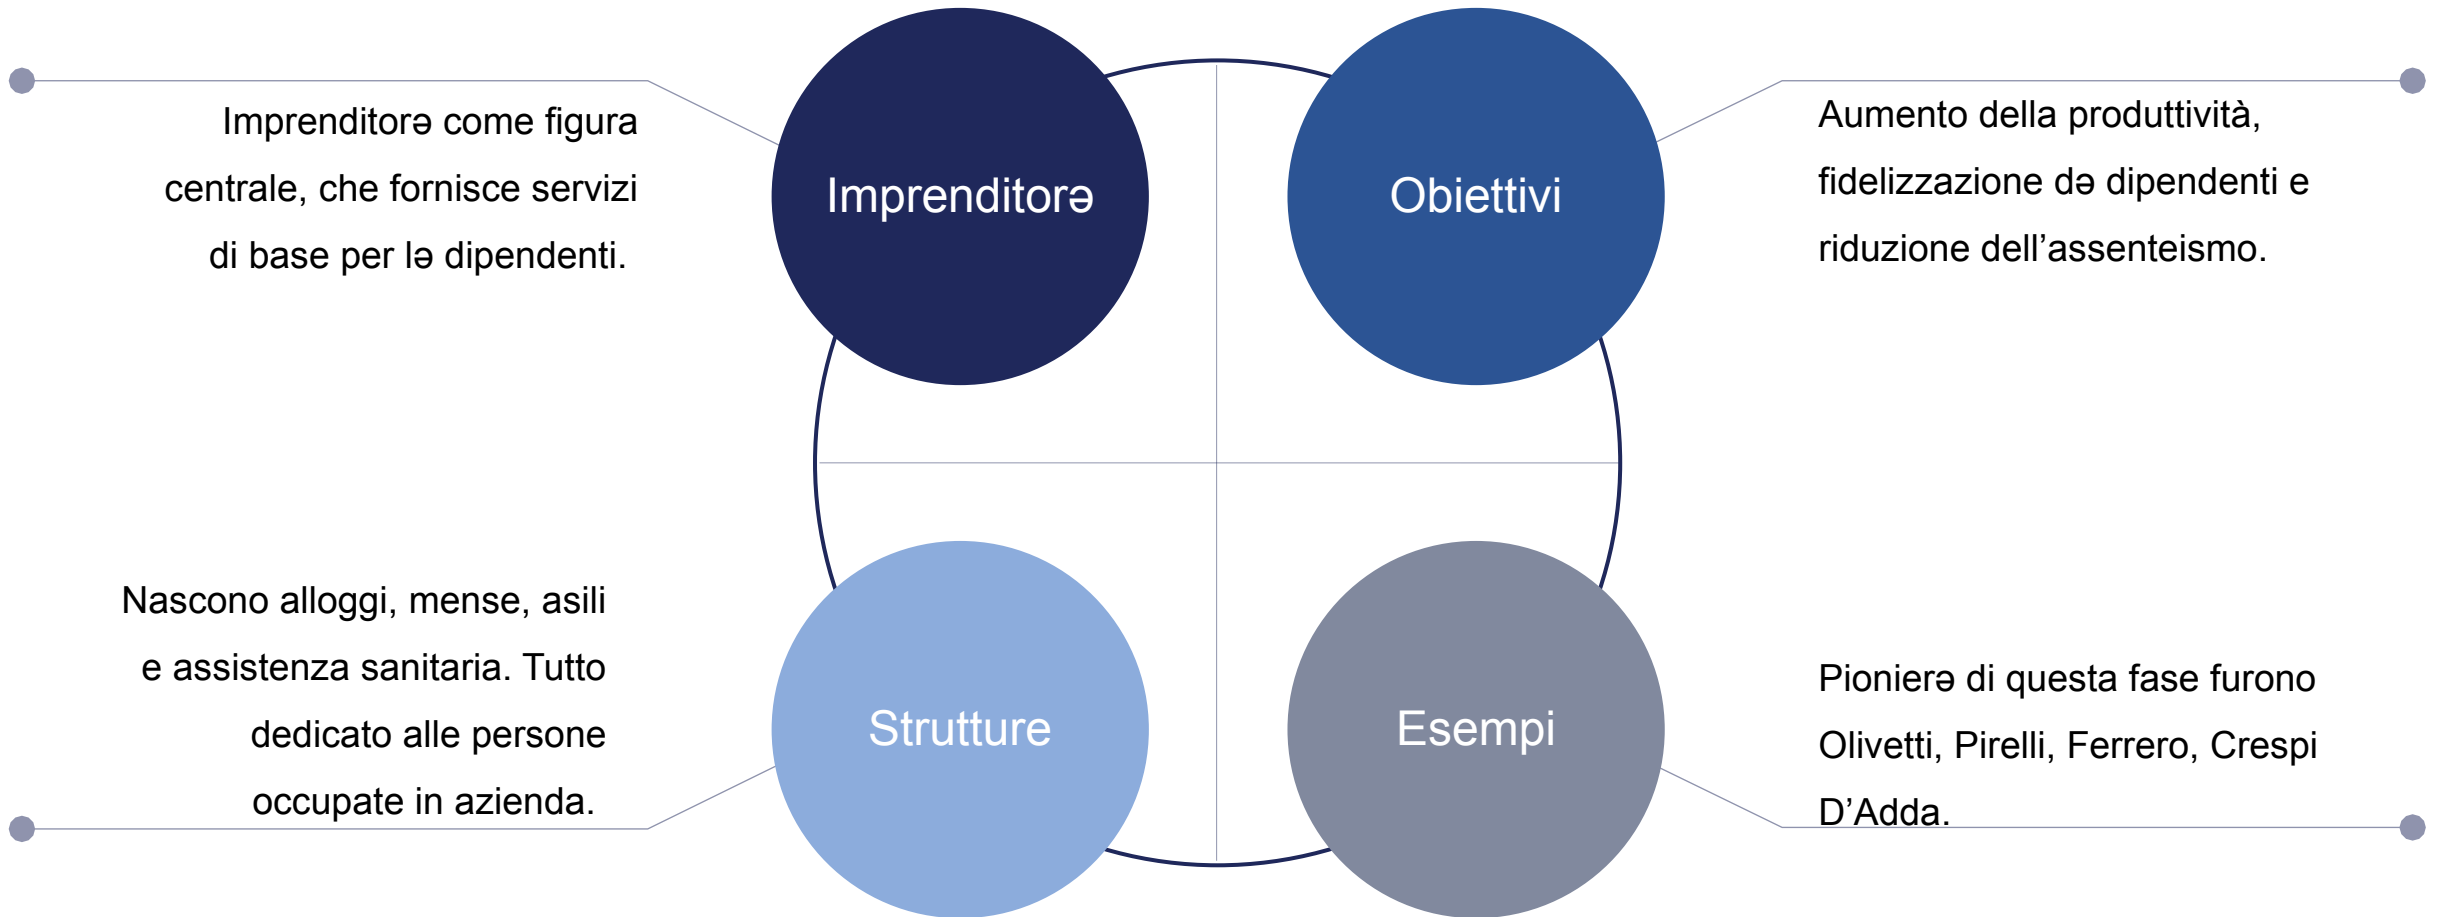 Imprenditorə come figura
centrale, che fornisce servizi
di base per lə dipendenti.
Imprenditorə
Obiettivi
Aumento della produttività,
fidelizzazione də dipendenti e
riduzione dell’assenteismo.
Nascono alloggi, mense, asili
e assistenza sanitaria. Tutto
dedicato alle persone
occupate in azienda.
Strutture
Esempi
Pionierə di questa fase furono
Olivetti, Pirelli, Ferrero, Crespi
D’Adda.